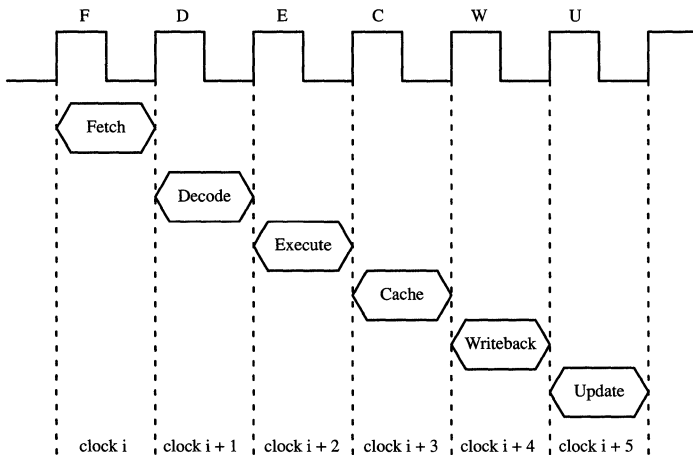 F D E C W U
Fetch
Decode
Execute
Cache
Writeback
Update
clock i clock i + 1 clock i + 2 clock i + 3 clock i + 4 clock i + 5